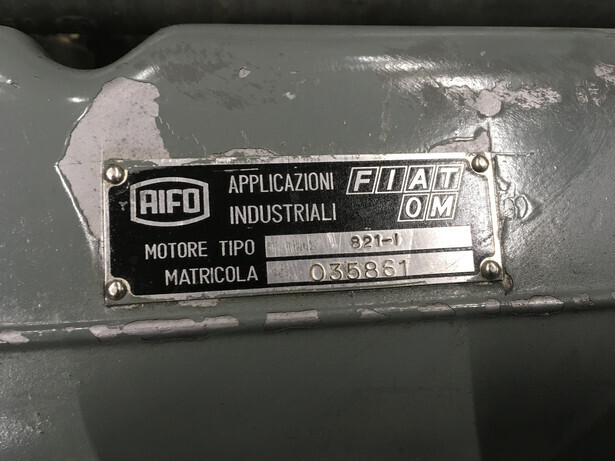 AIFO APPLICAZIONI FIAT
INDUSTRIALI OM
MOTORE TIPO 821-I
MATRICOLA 035861